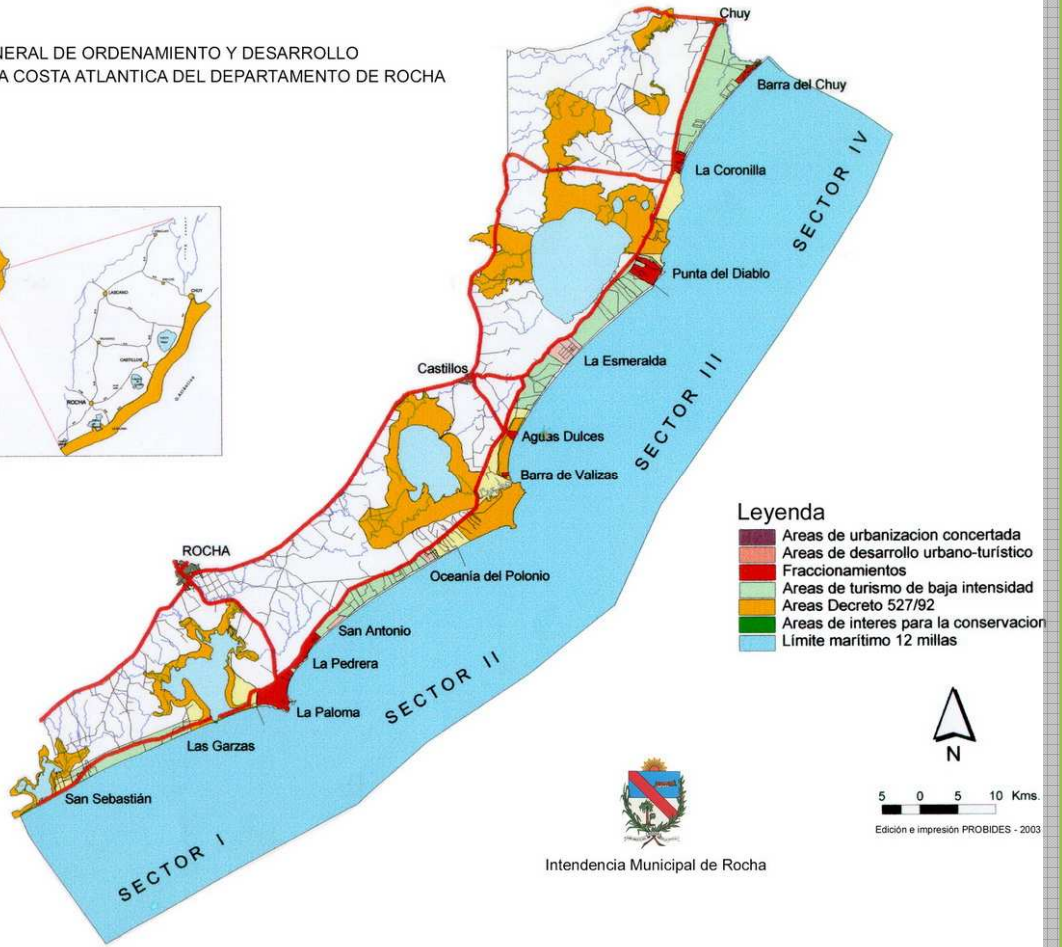 NERAL DE ORDENAMIENTO Y DESARROLLO
A COSTA ATLANTICA DEL DEPARTAMENTO DE ROCHA
Chuy
Barra del Chuy
La Coronilla
Punta del Diablo
La Esmeralda
Castillos
Aguas Dulces
Barra de Valizas
Oceanía del Polonio
ROCHA
San Antonio
La Pedrera
La Paloma
Las Garzas
San Sebastián
SECTOR I
SECTOR II
SECTOR III
SECTOR IV
LASCANO
CHUY
CASTILLOS
ROCHA
Leyenda
Areas de urbanizacion concertada
Areas de desarrollo urbano-turístico
Fraccionamientos
Areas de turismo de baja intensidad
Areas Decreto 527/92
Areas de interes para la conservacion
Límite marítimo 12 millas
N
5 0 5 10 Kms.
Edición e impresión PROBIDES - 2003
Intendencia Municipal de Rocha